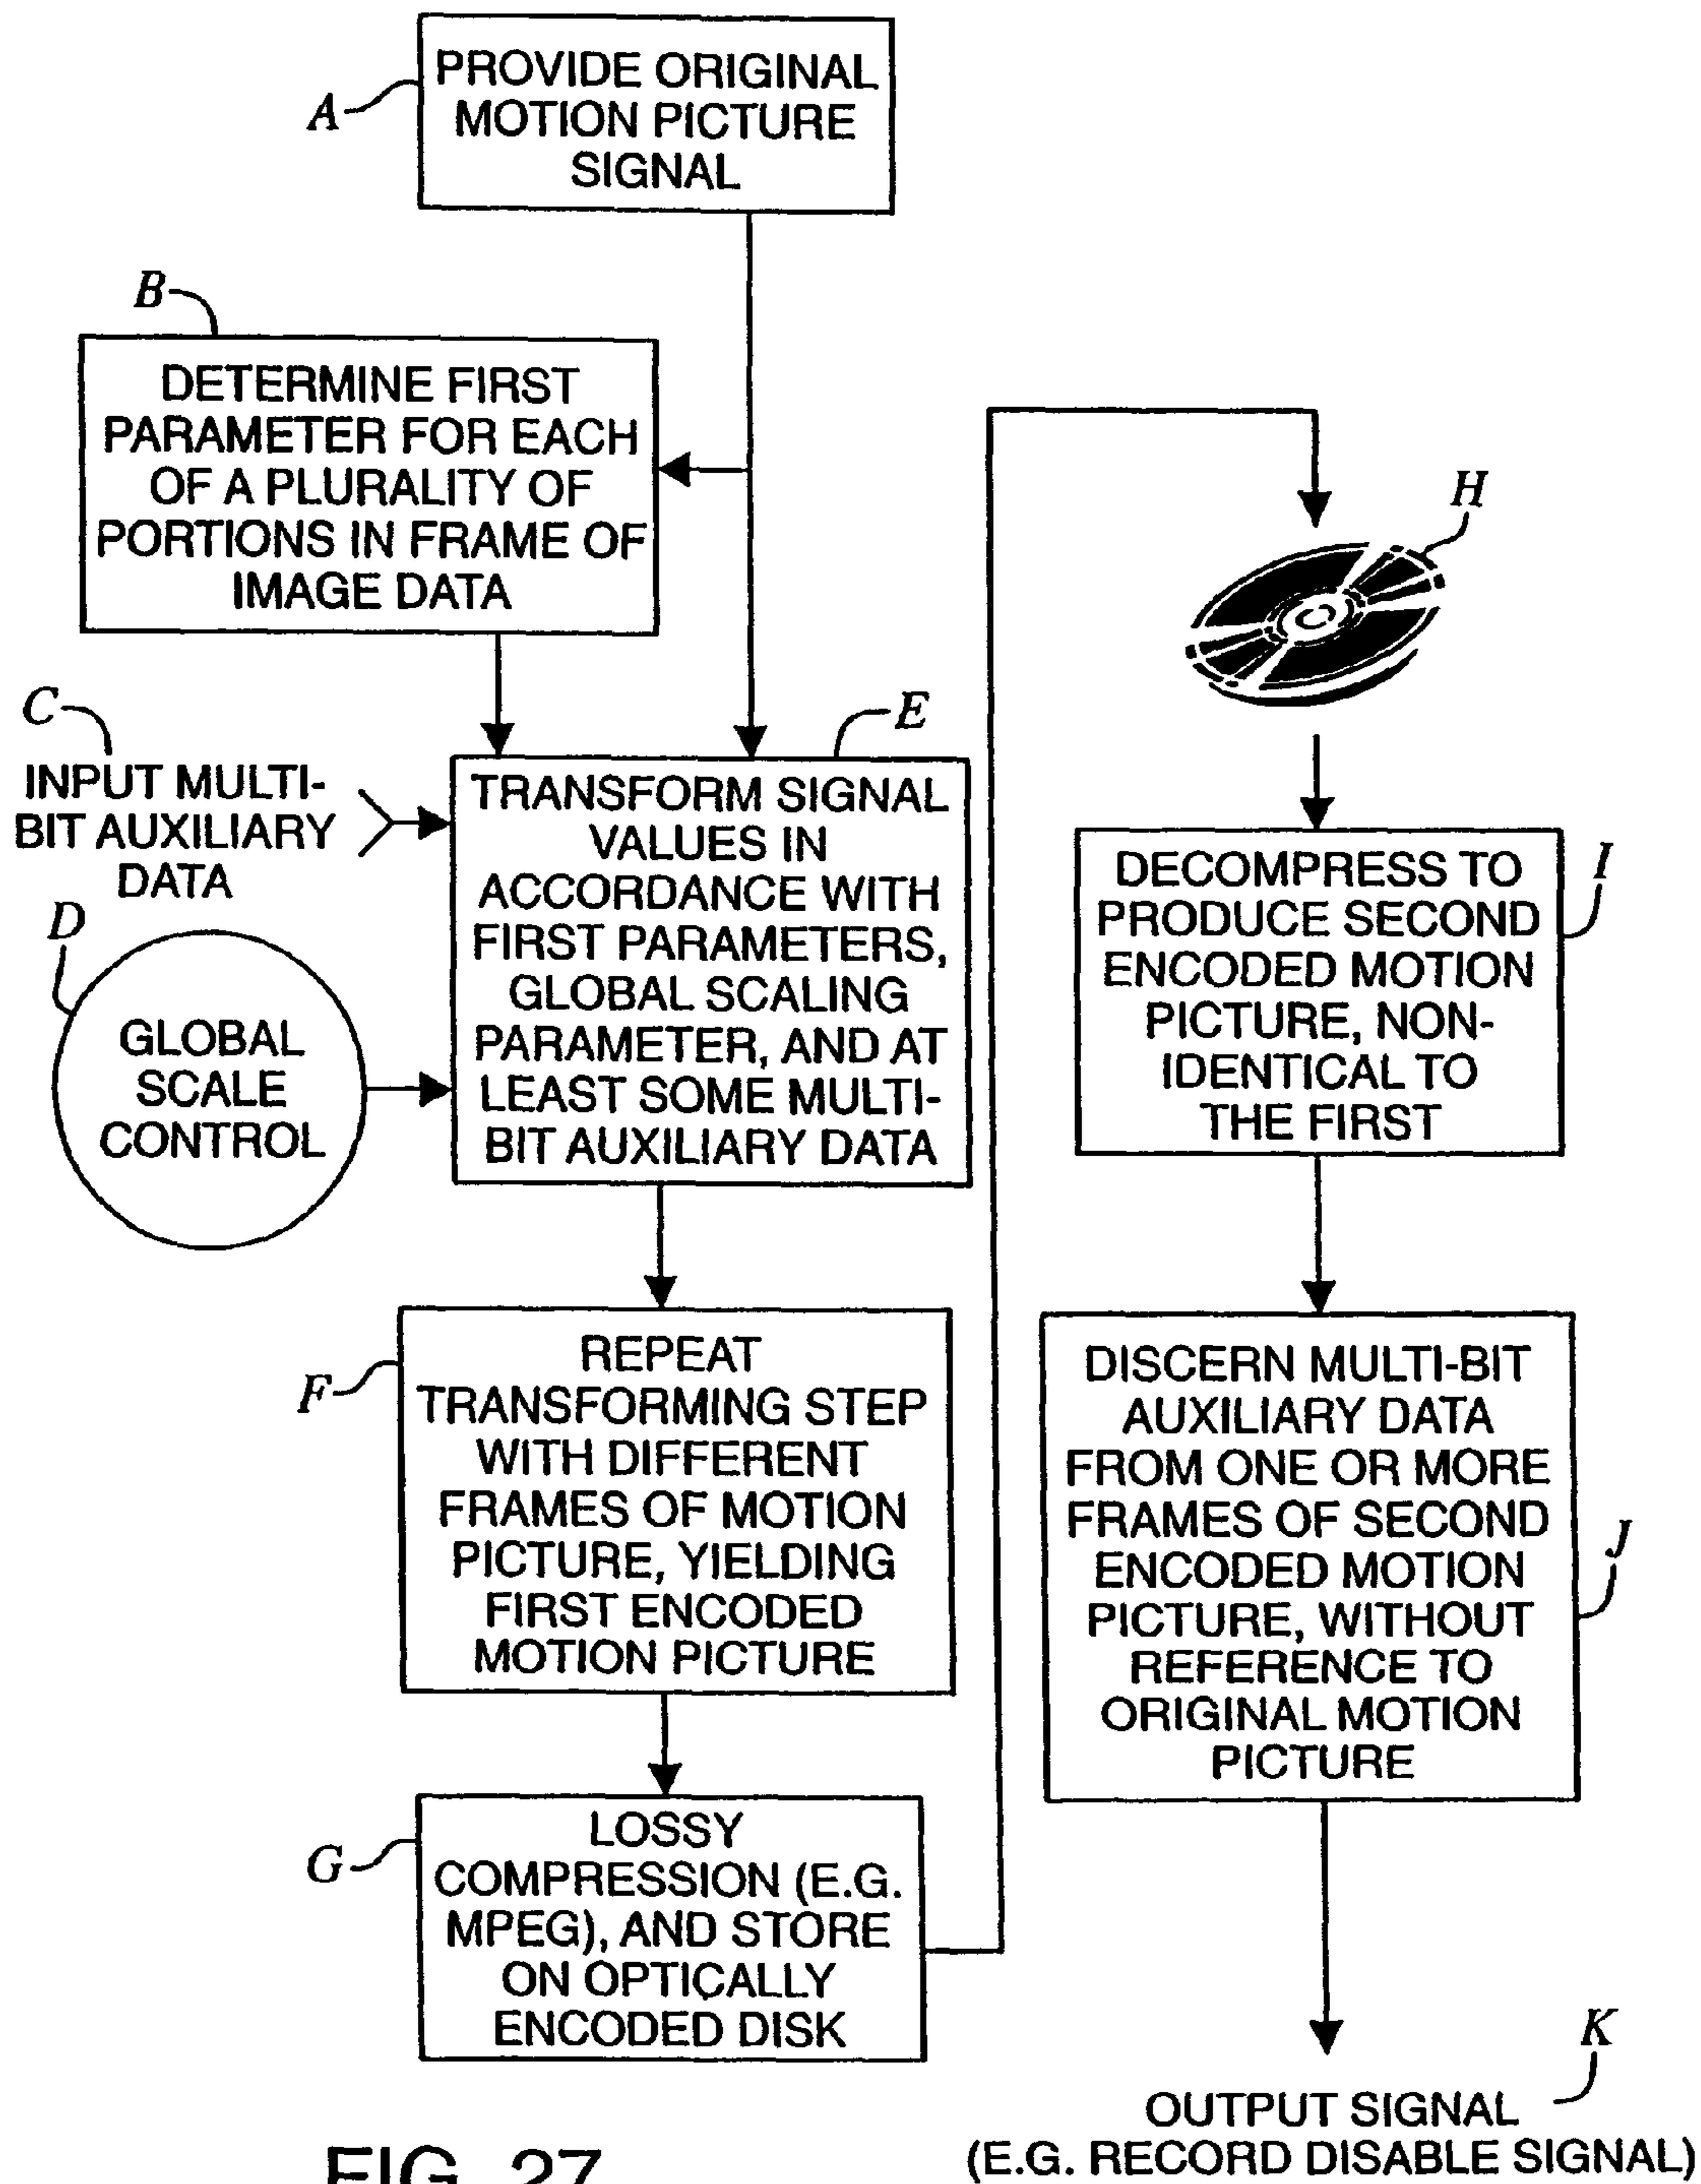 A
PROVIDE ORIGINAL
MOTION PICTURE
SIGNAL
B
DETERMINE FIRST
PARAMETER FOR EACH
OF A PLURALITY OF
PORTIONS IN FRAME OF
IMAGE DATA
C
INPUT MULTI-
BIT AUXILIARY
DATA
D
GLOBAL
SCALE
CONTROL
E
TRANSFORM SIGNAL
VALUES IN
ACCORDANCE WITH
FIRST PARAMETERS,
GLOBAL SCALING
PARAMETER, AND AT
LEAST SOME MULTI-
BIT AUXILIARY DATA
F
REPEAT
TRANSFORMING STEP
WITH DIFFERENT
FRAMES OF MOTION
PICTURE, YIELDING
FIRST ENCODED
MOTION PICTURE
G
LOSSY
COMPRESSION (E.G.
MPEG), AND STORE
ON OPTICALLY
ENCODED DISK
H
I
DECOMPRESS TO
PRODUCE SECOND
ENCODED MOTION
PICTURE, NON-
IDENTICAL TO
THE FIRST
J
DISCERN MULTI-BIT
AUXILIARY DATA
FROM ONE OR MORE
FRAMES OF SECOND
ENCODED MOTION
PICTURE, WITHOUT
REFERENCE TO
ORIGINAL MOTION
PICTURE
K
OUTPUT SIGNAL
(E.G. RECORD DISABLE SIGNAL)
FIG. 27